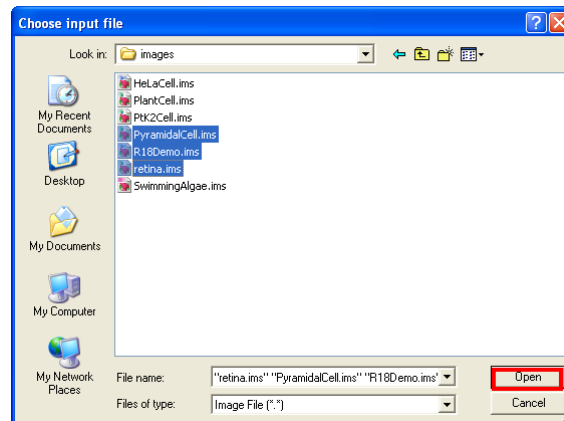 Choose input file
Look in: images
HeLaCell.ims
PlantCell.ims
PtK2Cell.ims
PyramidalCell.ims
R18Demo.ims
retina.ims
SwimmingAlgae.ims
My Recent
Documents
Desktop
My Documents
My Computer
My Network
Places
File name: "retina.ims" "PyramidalCell.ims" "R18Demo.ims" Open
Files of type: Image File (*.*) Cancel